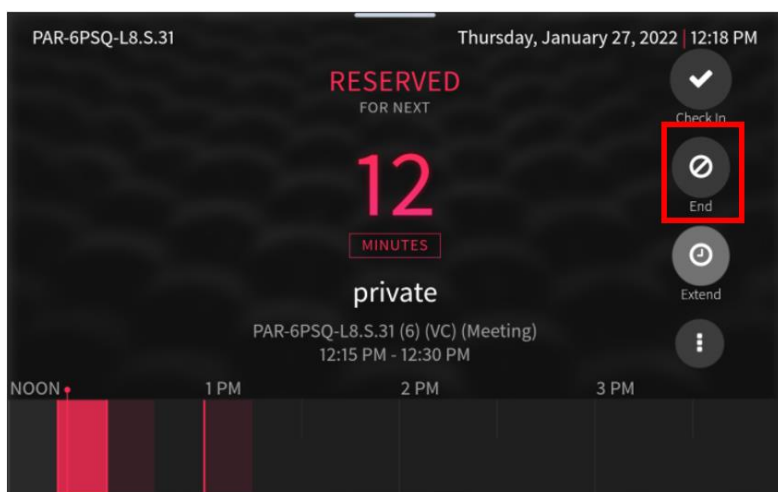 PAR-6PSQ-L8.S.31
Thursday, January 27, 2022 | 12:18 PM
RESERVED
FOR NEXT
12
MINUTES
private
PAR-6PSQ-L8.S.31 (6) (VC) (Meeting)
12:15 PM - 12:30 PM
Check In
End
Extend
NOON 1 PM 2 PM 3 PM